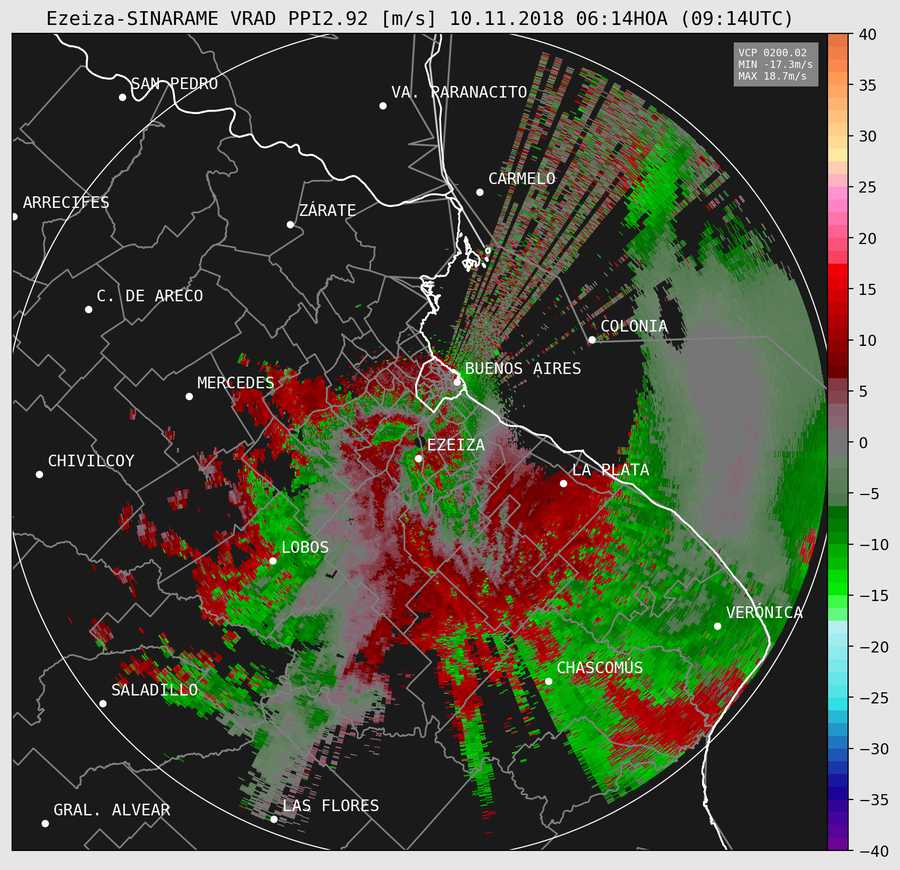 Ezeiza-SINARAME VRAD PPI2.92 [m/s] 10.11.2018 06:14HOA (09:14UTC)
VCP 0200.02
MIN -17.3m/s
MAX 18.7m/s
SAN PEDRO
VA. PARANACITO
CARMELO
ARRECIFES
ZÁRATE
C. DE ARECO
COLONIA
MERCEDES
BUENOS AIRES
EZEIZA
CHIVILCOY
LA PLATA
LOBOS
VERÓNICA
CHASCOMÚS
SALADILLO
GRAL. ALVEAR
LAS FLORES
40
35
30
25
20
15
10
5
0
−5
−10
−15
−20
−25
−30
−35
−40